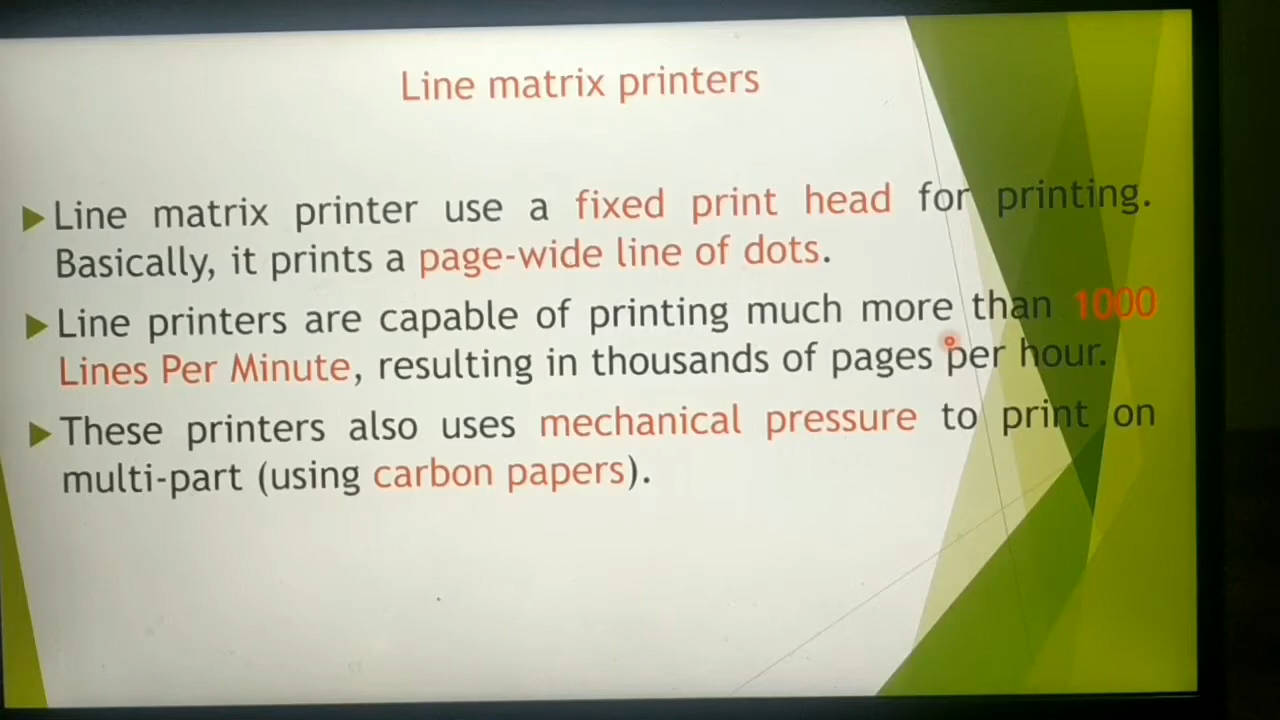 Line matrix printers
Line matrix printer use a fixed print head for printing.
Basically, it prints a page-wide line of dots.
Line printers are capable of printing much more than 1000
Lines Per Minute, resulting in thousands of pages per hour.
These printers also uses mechanical pressure to print on
multi-part (using carbon papers).